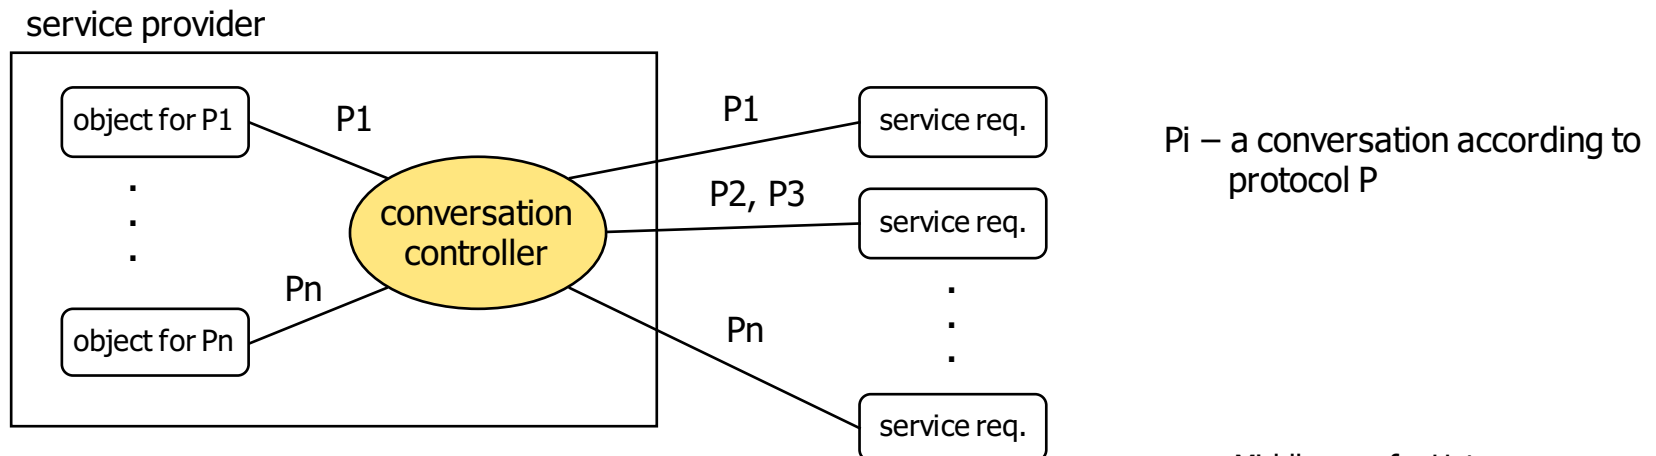 service provider
object for P1
P1
P1
service req.
Pi – a conversation according to
protocol P
P2, P3
conversation
controller
service req.
Pn
object for Pn
Pn
service req.